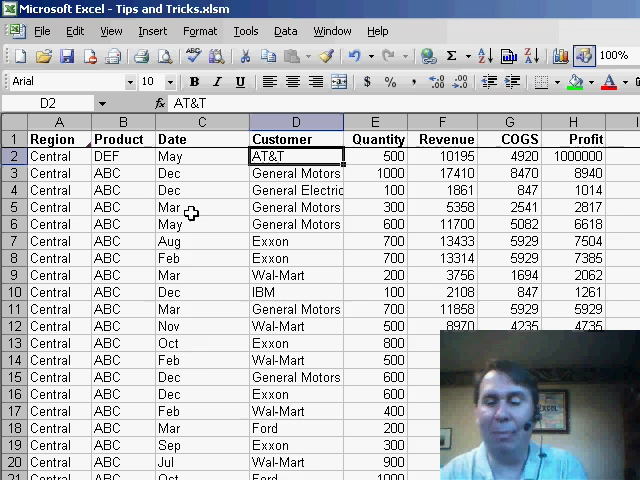 Microsoft Excel - Tips and Tricks.xlsm
File Edit View Insert Format Tools Data Window Help
Σ 100%
Arial 10 B I U $ %
D2 fx AT&T
A B C D E F G H I
1 Region Product Date Customer Quantity Revenue COGS Profit
2 Central DEF May AT&T 500 10195 4920 1000000
3 Central ABC Dec General Motors 1000 17410 8470 8940
4 Central ABC Dec General Electric 100 1861 847 1014
5 Central ABC Mar General Motors 300 5358 2541 2817
6 Central ABC May General Motors 600 11700 5082 6618
7 Central ABC Aug Exxon 700 13433 5929 7504
8 Central ABC Feb Exxon 700 13314 5929 7385
9 Central ABC Mar Wal-Mart 200 3756 1694 2062
10 Central ABC Dec IBM 100 2108 847 1261
11 Central ABC Mar General Motors 700 11858 5929 5929
12 Central ABC Nov Wal-Mart 500 8970 4235 4735
13 Central ABC Oct Exxon 800
14 Central ABC Feb Wal-Mart 500
15 Central ABC Dec General Motors 600
16 Central ABC Dec Exxon 600
17 Central ABC Feb Wal-Mart 400
18 Central ABC Mar Ford 200
19 Central ABC Sep Exxon 300
20 Central ABC Jul Wal-Mart 900
21 Central ABC Oct Ford 1000
EXCEL